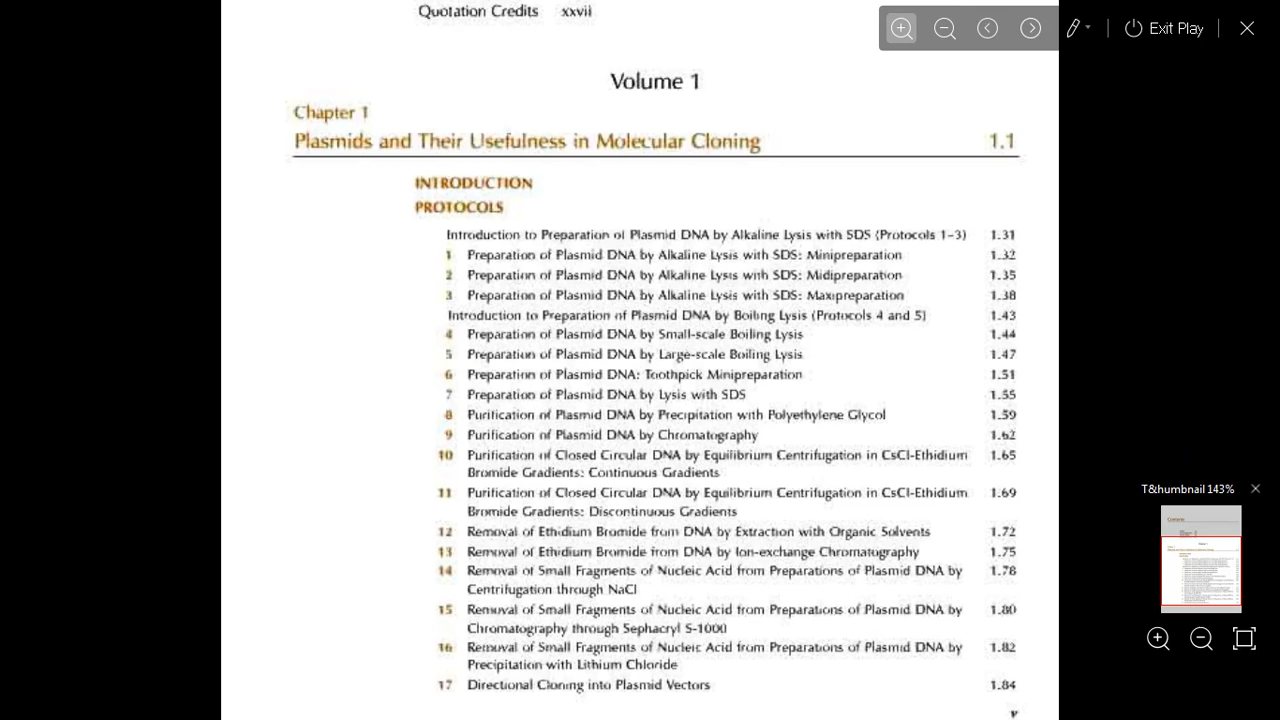 Quotation Credits xxvii
Exit Play
Volume 1
Chapter 1
Plasmids and Their Usefulness in Molecular Cloning 1.1
INTRODUCTION
PROTOCOLS
Introduction to Preparation of Plasmid DNA by Alkaline Lysis with SDS (Protocols 1–3) 1.31
1 Preparation of Plasmid DNA by Alkaline Lysis with SDS: Minipreparation 1.32
2 Preparation of Plasmid DNA by Alkaline Lysis with SDS: Midipreparation 1.35
3 Preparation of Plasmid DNA by Alkaline Lysis with SDS: Maxipreparation 1.38
Introduction to Preparation of Plasmid DNA by Boiling Lysis (Protocols 4 and 5) 1.43
4 Preparation of Plasmid DNA by Small-scale Boiling Lysis 1.44
5 Preparation of Plasmid DNA by Large-scale Boiling Lysis 1.47
6 Preparation of Plasmid DNA: Toothpick Minipreparation 1.51
7 Preparation of Plasmid DNA by Lysis with SDS 1.55
8 Purification of Plasmid DNA by Precipitation with Polyethylene Glycol 1.59
9 Purification of Plasmid DNA by Chromatography 1.62
10 Purification of Closed Circular DNA by Equilibrium Centrifugation in CsCl-Ethidium 1.65
Bromide Gradients: Continuous Gradients
11 Purification of Closed Circular DNA by Equilibrium Centrifugation in CsCl-Ethidium 1.69
Bromide Gradients: Discontinuous Gradients
12 Removal of Ethidium Bromide from DNA by Extraction with Organic Solvents 1.72
13 Removal of Ethidium Bromide from DNA by Ion-exchange Chromatography 1.75
14 Removal of Small Fragments of Nucleic Acid from Preparations of Plasmid DNA by 1.78
Centrifugation through NaCl
15 Removal of Small Fragments of Nucleic Acid from Preparations of Plasmid DNA by 1.80
Chromatography through Sephacryl S-1000
16 Removal of Small Fragments of Nucleic Acid from Preparations of Plasmid DNA by 1.82
Precipitation with Lithium Chloride
17 Directional Cloning into Plasmid Vectors 1.84
v
T&humbnail 143%